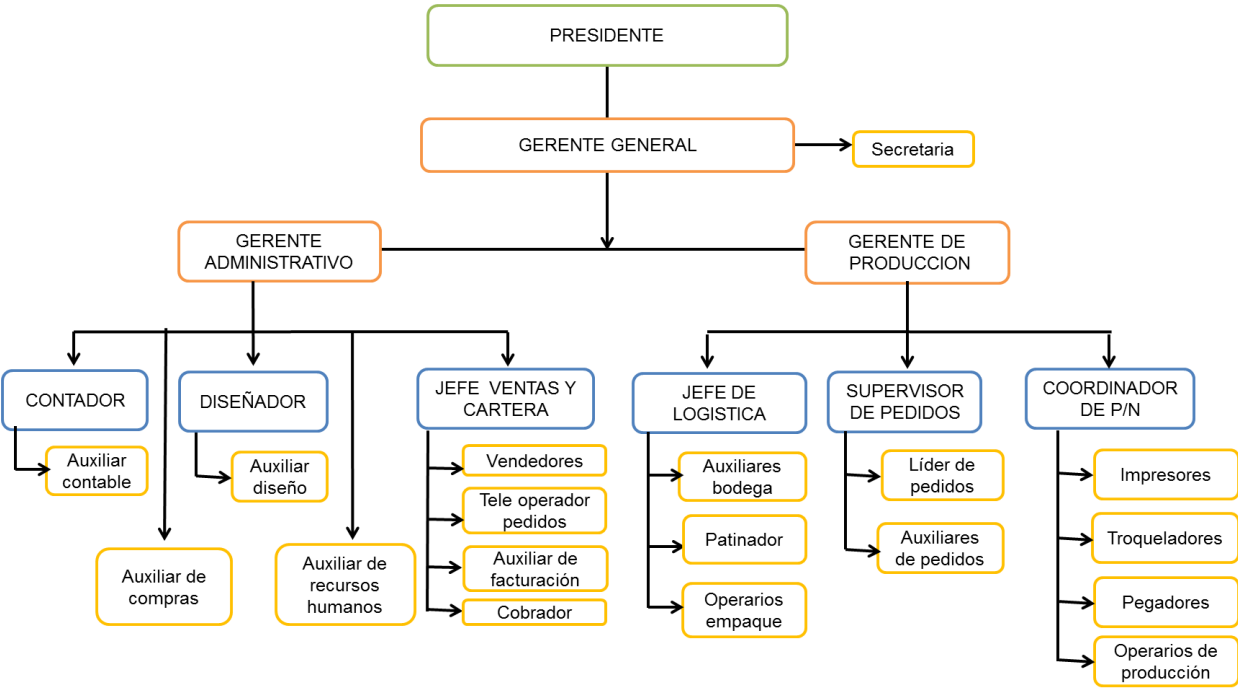 PRESIDENTE
GERENTE GENERAL
Secretaria
GERENTE
ADMINISTRATIVO
GERENTE DE
PRODUCCION
CONTADOR
DISEÑADOR
JEFE VENTAS Y
CARTERA
JEFE DE
LOGISTICA
SUPERVISOR
DE PEDIDOS
COORDINADOR
DE P/N
Auxiliar
contable
Auxiliar
diseño
Auxiliar de
compras
Auxiliar de
recursos
humanos
Vendedores
Tele operador
pedidos
Auxiliar de
facturación
Cobrador
Auxiliares
bodega
Patinador
Operarios
empaque
Líder de
pedidos
Auxiliares
de pedidos
Impresores
Troqueladores
Pegadores
Operarios de
producción